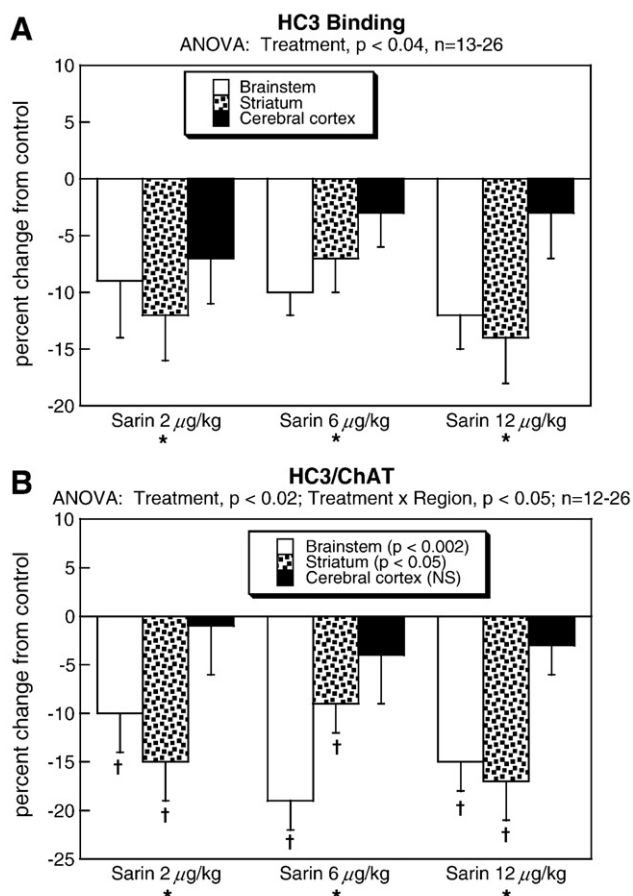 A
HC3 Binding
ANOVA: Treatment, p < 0.04, n=13-26
Brainstem
Striatum
Cerebral cortex
percent change from control
10
5
0
-5
-10
-15
-20
Sarin 2 µg/kg Sarin 6 µg/kg Sarin 12 µg/kg
* * *
B
HC3/ChAT
ANOVA: Treatment, p < 0.02; Treatment x Region, p < 0.05; n=12-26
Brainstem (p < 0.002)
Striatum (p < 0.05)
Cerebral cortex (NS)
percent change from control
10
5
0
-5
-10
-15
-20
-25
† † † † † †
Sarin 2 µg/kg Sarin 6 µg/kg Sarin 12 µg/kg
* * *